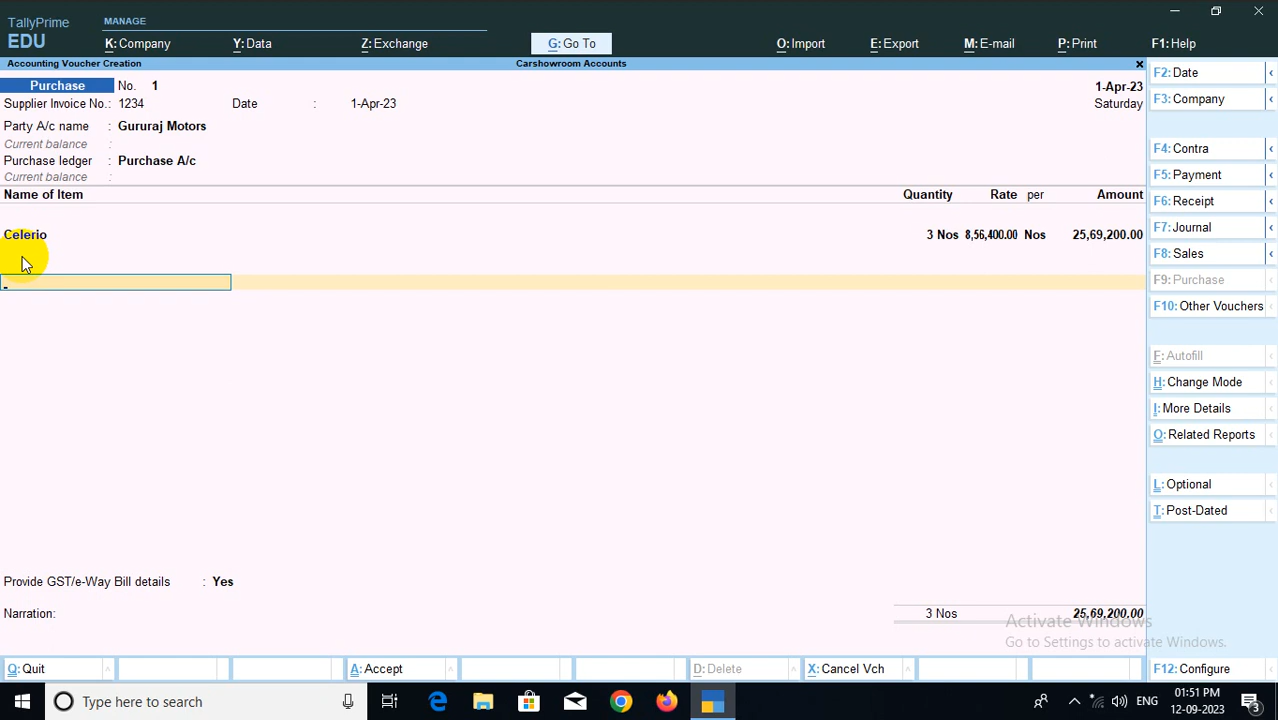 TallyPrime
EDU
MANAGE
K: Company
Y: Data
Z: Exchange
G: Go To
O: Import
E: Export
M: E-mail
P: Print
F1: Help
Accounting Voucher Creation
Carshowroom Accounts
Purchase No. 1
1-Apr-23
Supplier Invoice No.: 1234 Date : 1-Apr-23
Saturday
Party A/c name : Gururaj Motors
Current balance :
Purchase ledger : Purchase A/c
Current balance :
Name of Item Quantity Rate per Amount
Celerio 3 Nos 8,56,400.00 Nos 25,69,200.00
Provide GST/e-Way Bill details : Yes
Narration:
3 Nos 25,69,200.00
F2: Date
F3: Company
F4: Contra
F5: Payment
F6: Receipt
F7: Journal
F8: Sales
F9: Purchase
F10: Other Vouchers
F: Autofill
H: Change Mode
I: More Details
O: Related Reports
L: Optional
T: Post-Dated
Activate Windows
Go to Settings to activate Windows.
Q: Quit
A: Accept
D: Delete
X: Cancel Vch
F12: Configure
Type here to search
ENG
01:51 PM
12-09-2023
3